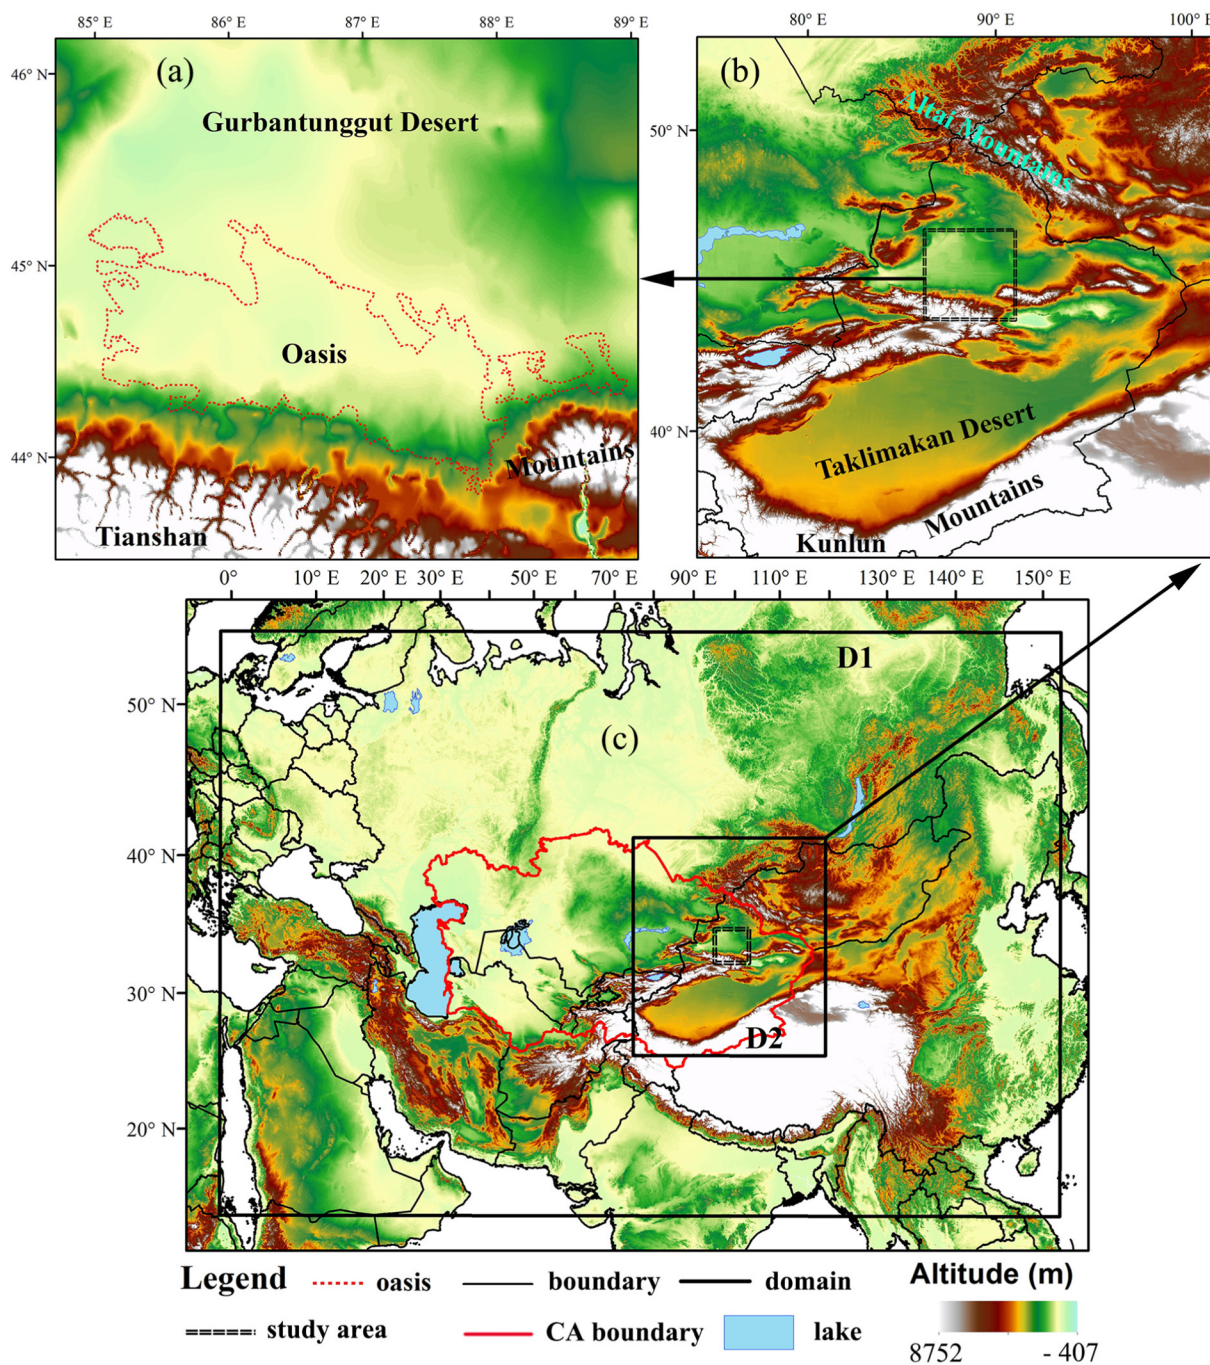 85° E 86° E 87° E 88° E 89° E
46° N
45° N
44° N
(a)
Gurbantunggut Desert
Oasis
Mountains
Tianshan
80° E 90° E 100° E
50° N
40° N
(b)
Altai Mountains
Taklimakan Desert
Mountains
Kunlun
0° 10° E 20° E 30° E 50° E 70° E 90° E 110° E 130° E 140° E 150° E
50° N
40° N
30° N
20° N
D1
(c)
D2
Legend oasis boundary domain
study area CA boundary lake
Altitude (m)
8752 - 407